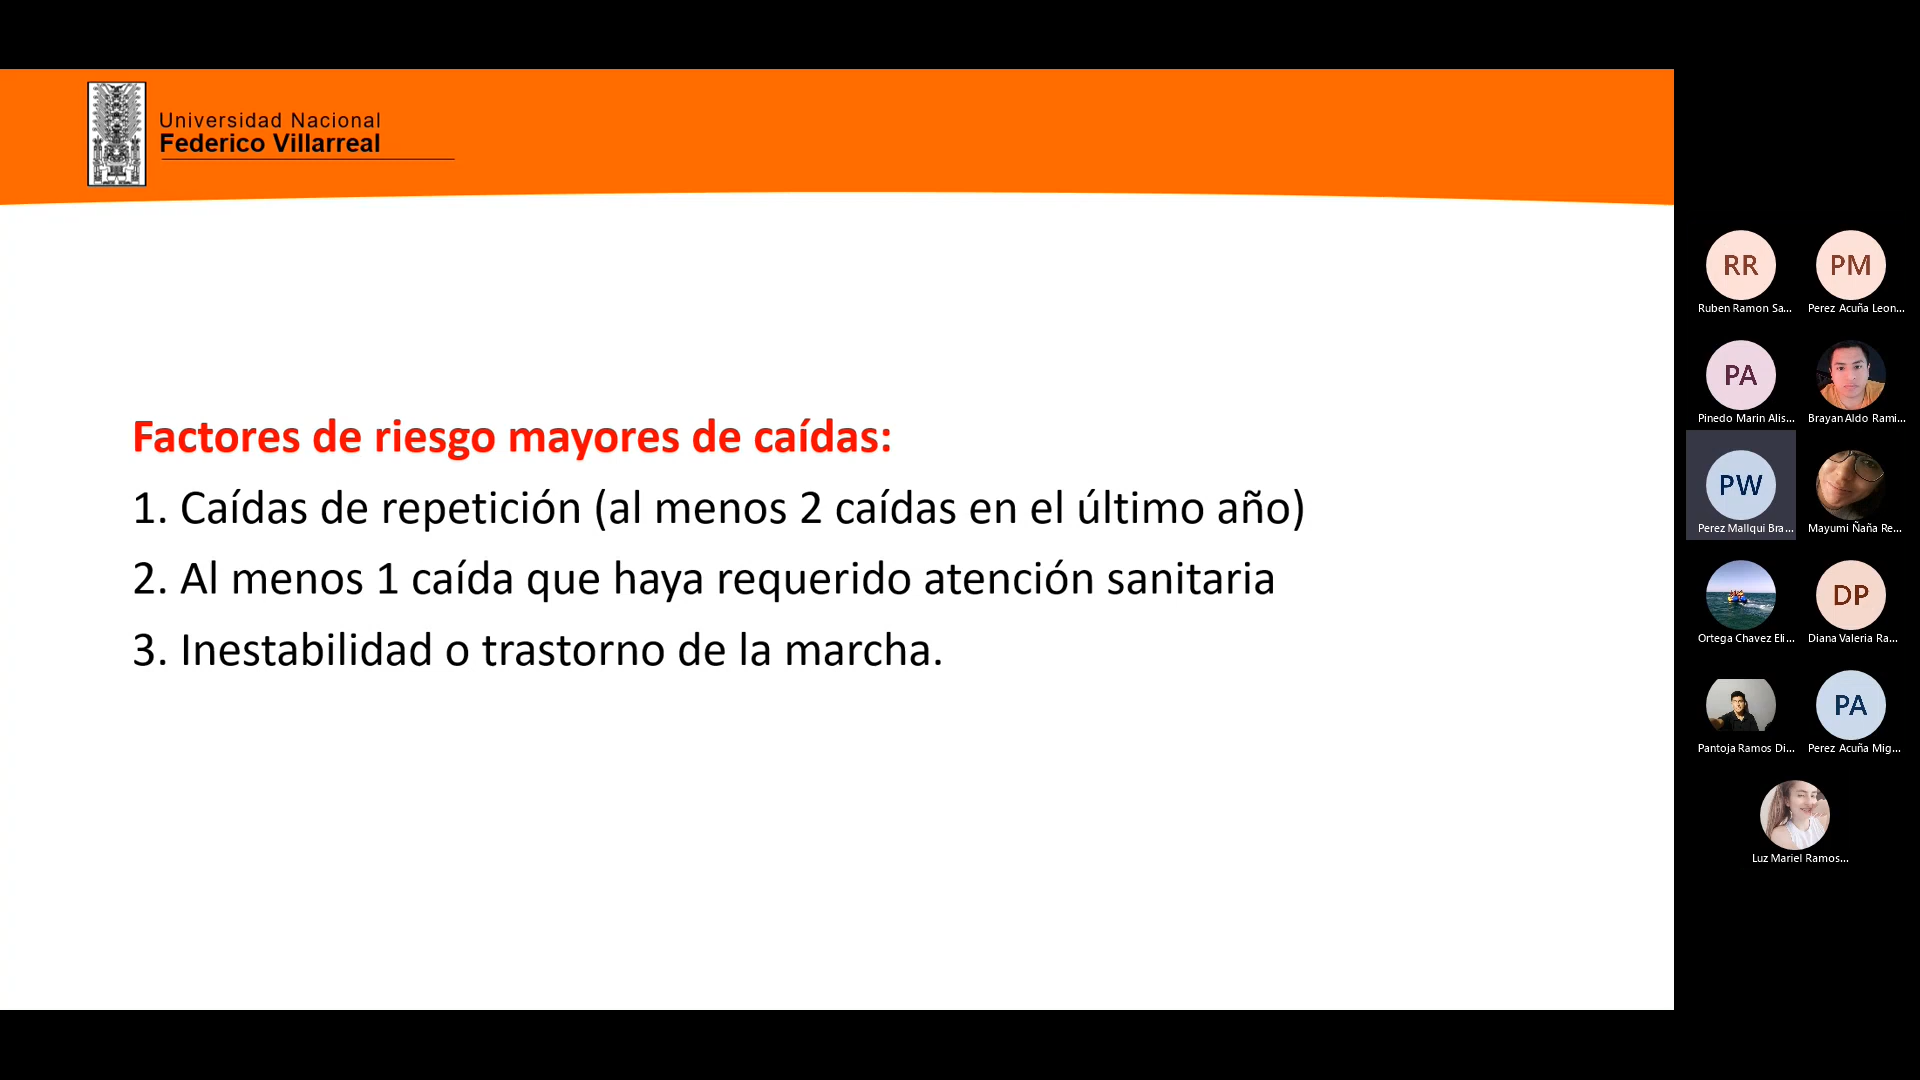 Universidad Nacional
Federico Villarreal
Factores de riesgo mayores de caídas:
1. Caídas de repetición (al menos 2 caídas en el último año)
2. Al menos 1 caída que haya requerido atención sanitaria
3. Inestabilidad o trastorno de la marcha.
RR
Ruben Ramon Sa...
PM
Perez Acuña Leon...
PA
Pinedo Marin Alis...
Brayan Aldo Rami...
PW
Perez Mallqui Bra...
Mayumi Ñaña Re...
Ortega Chavez Eli...
DP
Diana Valeria Ra...
Pantoja Ramos Di...
PA
Perez Acuña Mig...
Luz Mariel Ramos...